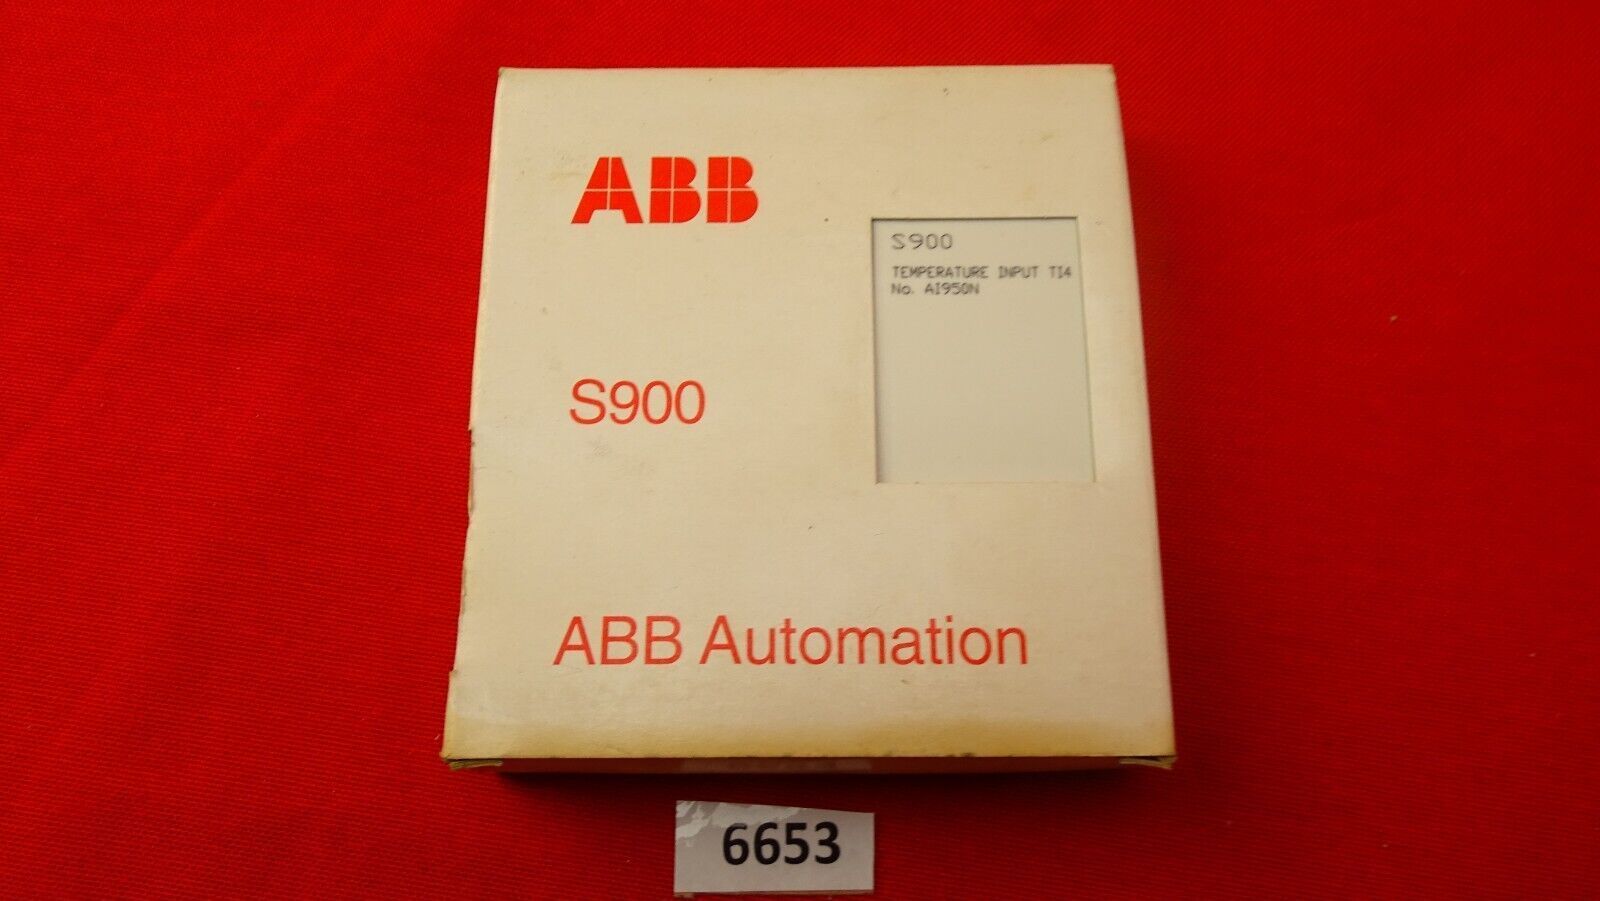 ABB
S900
TEMPERATURE INPUT TI4
No. AI950N
S900
ABB Automation
6653